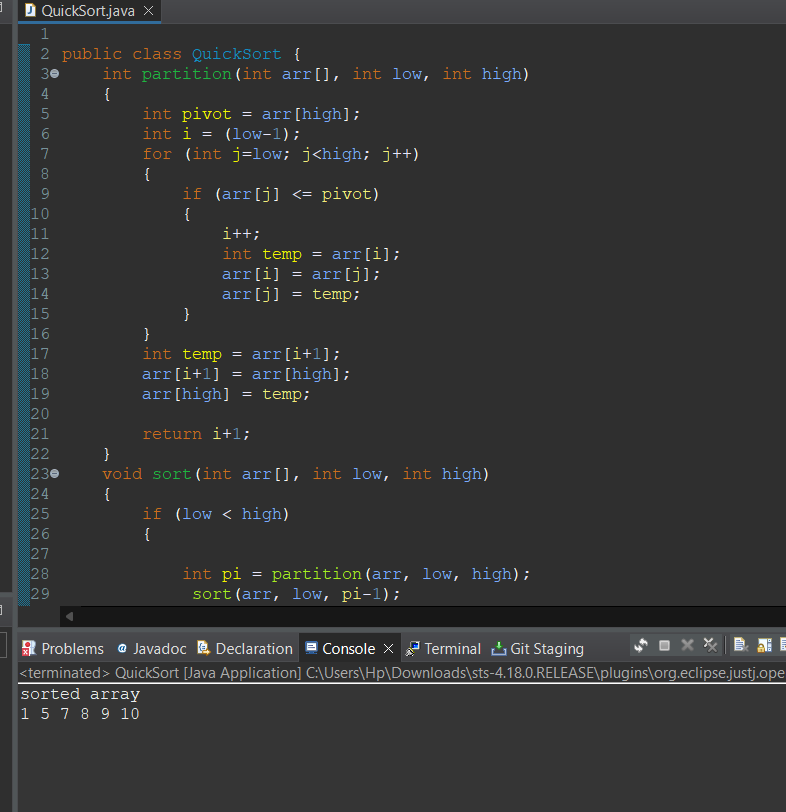 QuickSort.java
1
2 public class QuickSort {
3 int partition(int arr[], int low, int high)
4 {
5 int pivot = arr[high];
6 int i = (low-1);
7 for (int j=low; j<high; j++)
8 {
9 if (arr[j] <= pivot)
10 {
11 i++;
12 int temp = arr[i];
13 arr[i] = arr[j];
14 arr[j] = temp;
15 }
16 }
17 int temp = arr[i+1];
18 arr[i+1] = arr[high];
19 arr[high] = temp;
20
21 return i+1;
22 }
23 void sort(int arr[], int low, int high)
24 {
25 if (low < high)
26 {
27
28 int pi = partition(arr, low, high);
29 sort(arr, low, pi-1);
Problems @ Javadoc Declaration Console Terminal Git Staging
<terminated> QuickSort [Java Application] C:\Users\Hp\Downloads\sts-4.18.0.RELEASE\plugins\org.eclipse.justj.ope
sorted array
1 5 7 8 9 10